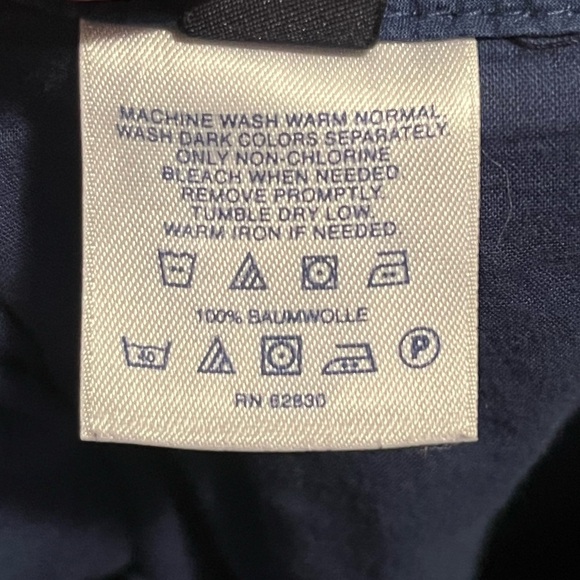 MACHINE WASH WARM NORMAL.
WASH DARK COLORS SEPARATELY.
ONLY NON-CHLORINE
BLEACH WHEN NEEDED
REMOVE PROMPTLY.
TUMBLE DRY LOW.
WARM IRON IF NEEDED
100% BAUMWOLLE
40 P
RN 62830